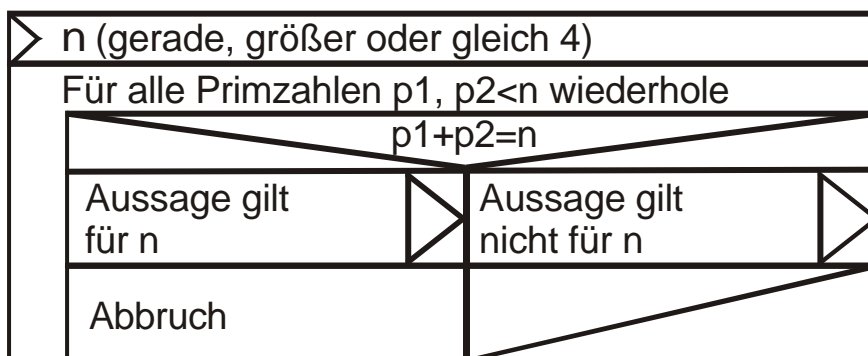 n (gerade, größer oder gleich 4)
Für alle Primzahlen p1, p2<n wiederhole
p1+p2=n
Aussage gilt
für n
Aussage gilt
nicht für n
Abbruch